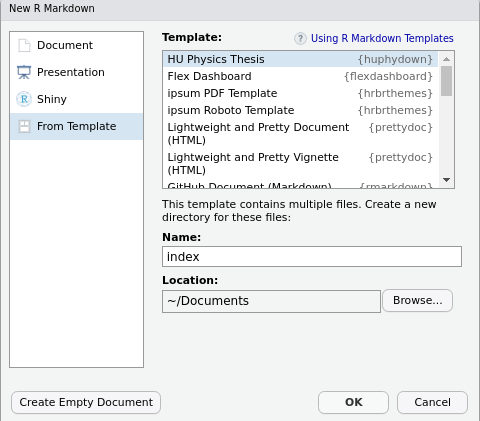 New R Markdown
Document
Presentation
Shiny
From Template
Template:
? Using R Markdown Templates
HU Physics Thesis {huphydown}
Flex Dashboard {flexdashboard}
ipsum PDF Template {hrbrthemes}
ipsum Roboto Template {hrbrthemes}
Lightweight and Pretty Document {prettydoc}
(HTML)
Lightweight and Pretty Vignette {prettydoc}
(HTML)
GitHub Document (Markdown) {rmarkdown}
This template contains multiple files. Create a new
directory for these files:
Name:
index
Location:
~/Documents
Browse...
Create Empty Document
OK
Cancel